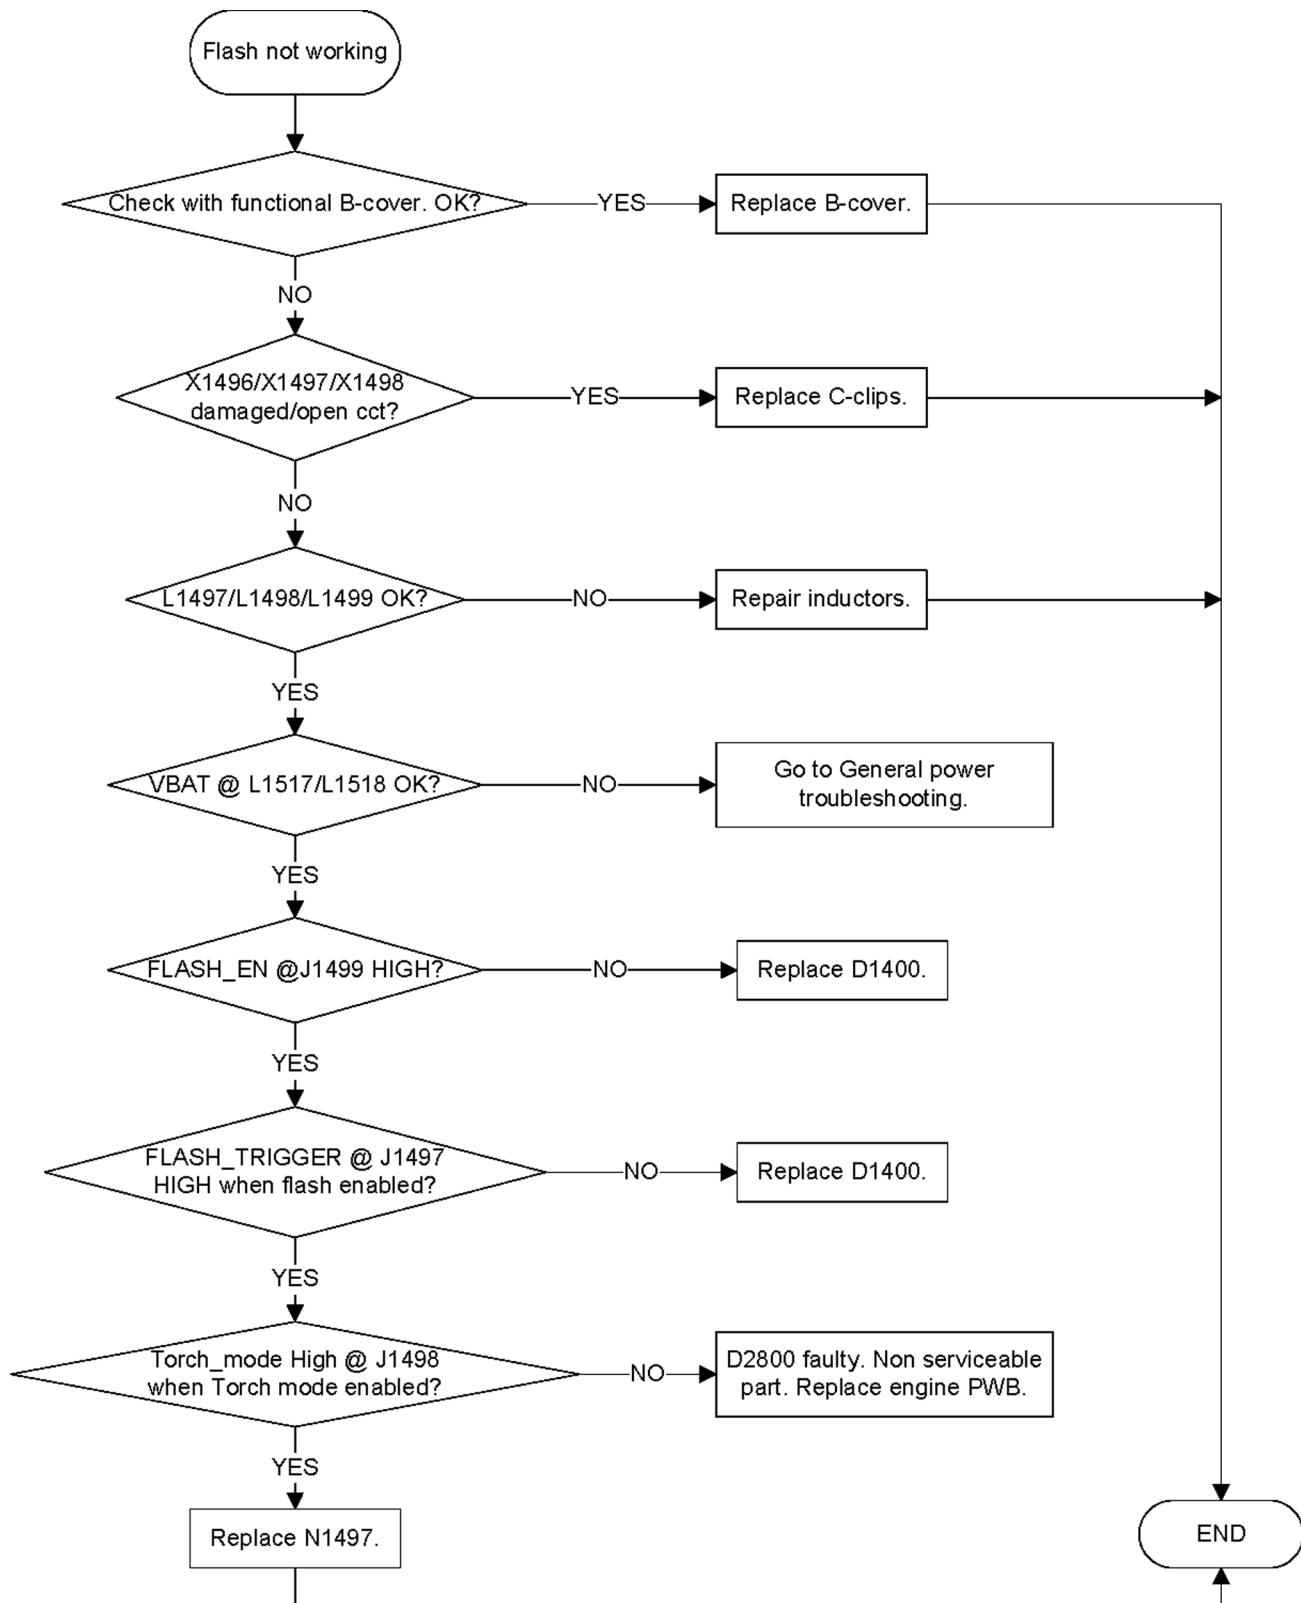 Flash not working
Check with functional B-cover. OK?
YES
Replace B-cover.
NO
X1496/X1497/X1498
damaged/open cct?
YES
Replace C-clips.
NO
L1497/L1498/L1499 OK?
NO
Repair inductors.
YES
VBAT @ L1517/L1518 OK?
NO
Go to General power
troubleshooting.
YES
FLASH_EN @J1499 HIGH?
NO
Replace D1400.
YES
FLASH_TRIGGER @ J1497
HIGH when flash enabled?
NO
Replace D1400.
YES
Torch_mode High @ J1498
when Torch mode enabled?
NO
D2800 faulty. Non serviceable
part. Replace engine PWB.
YES
Replace N1497.
END